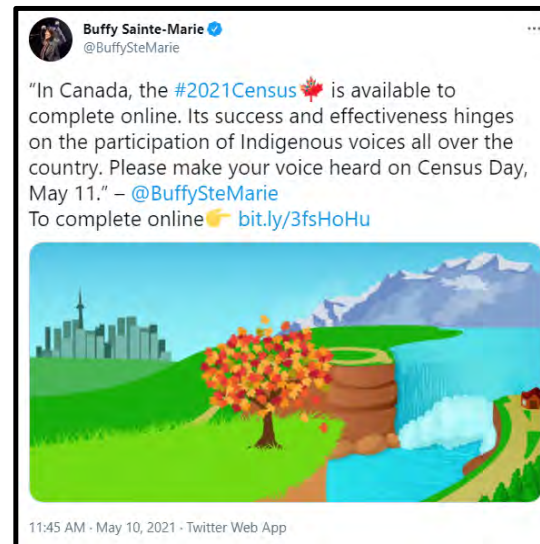 Buffy Sainte-Marie
@BuffySteMarie
“In Canada, the #2021Census🍁 is available to
complete online. Its success and effectiveness hinges
on the participation of Indigenous voices all over the
country. Please make your voice heard on Census Day,
May 11.” – @BuffySteMarie
To complete online👉 bit.ly/3fsHoHu
11:45 AM · May 10, 2021 · Twitter Web App